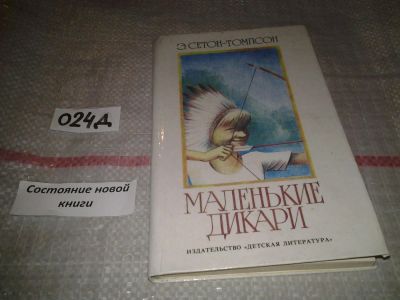 Э. СЕТОН-ТОМПСОН
024Д
Состояние новой
книги
МАЛЕНЬКИЕ
ДИКАРИ
ИЗДАТЕЛЬСТВО «ДЕТСКАЯ ЛИТЕРАТУРА»